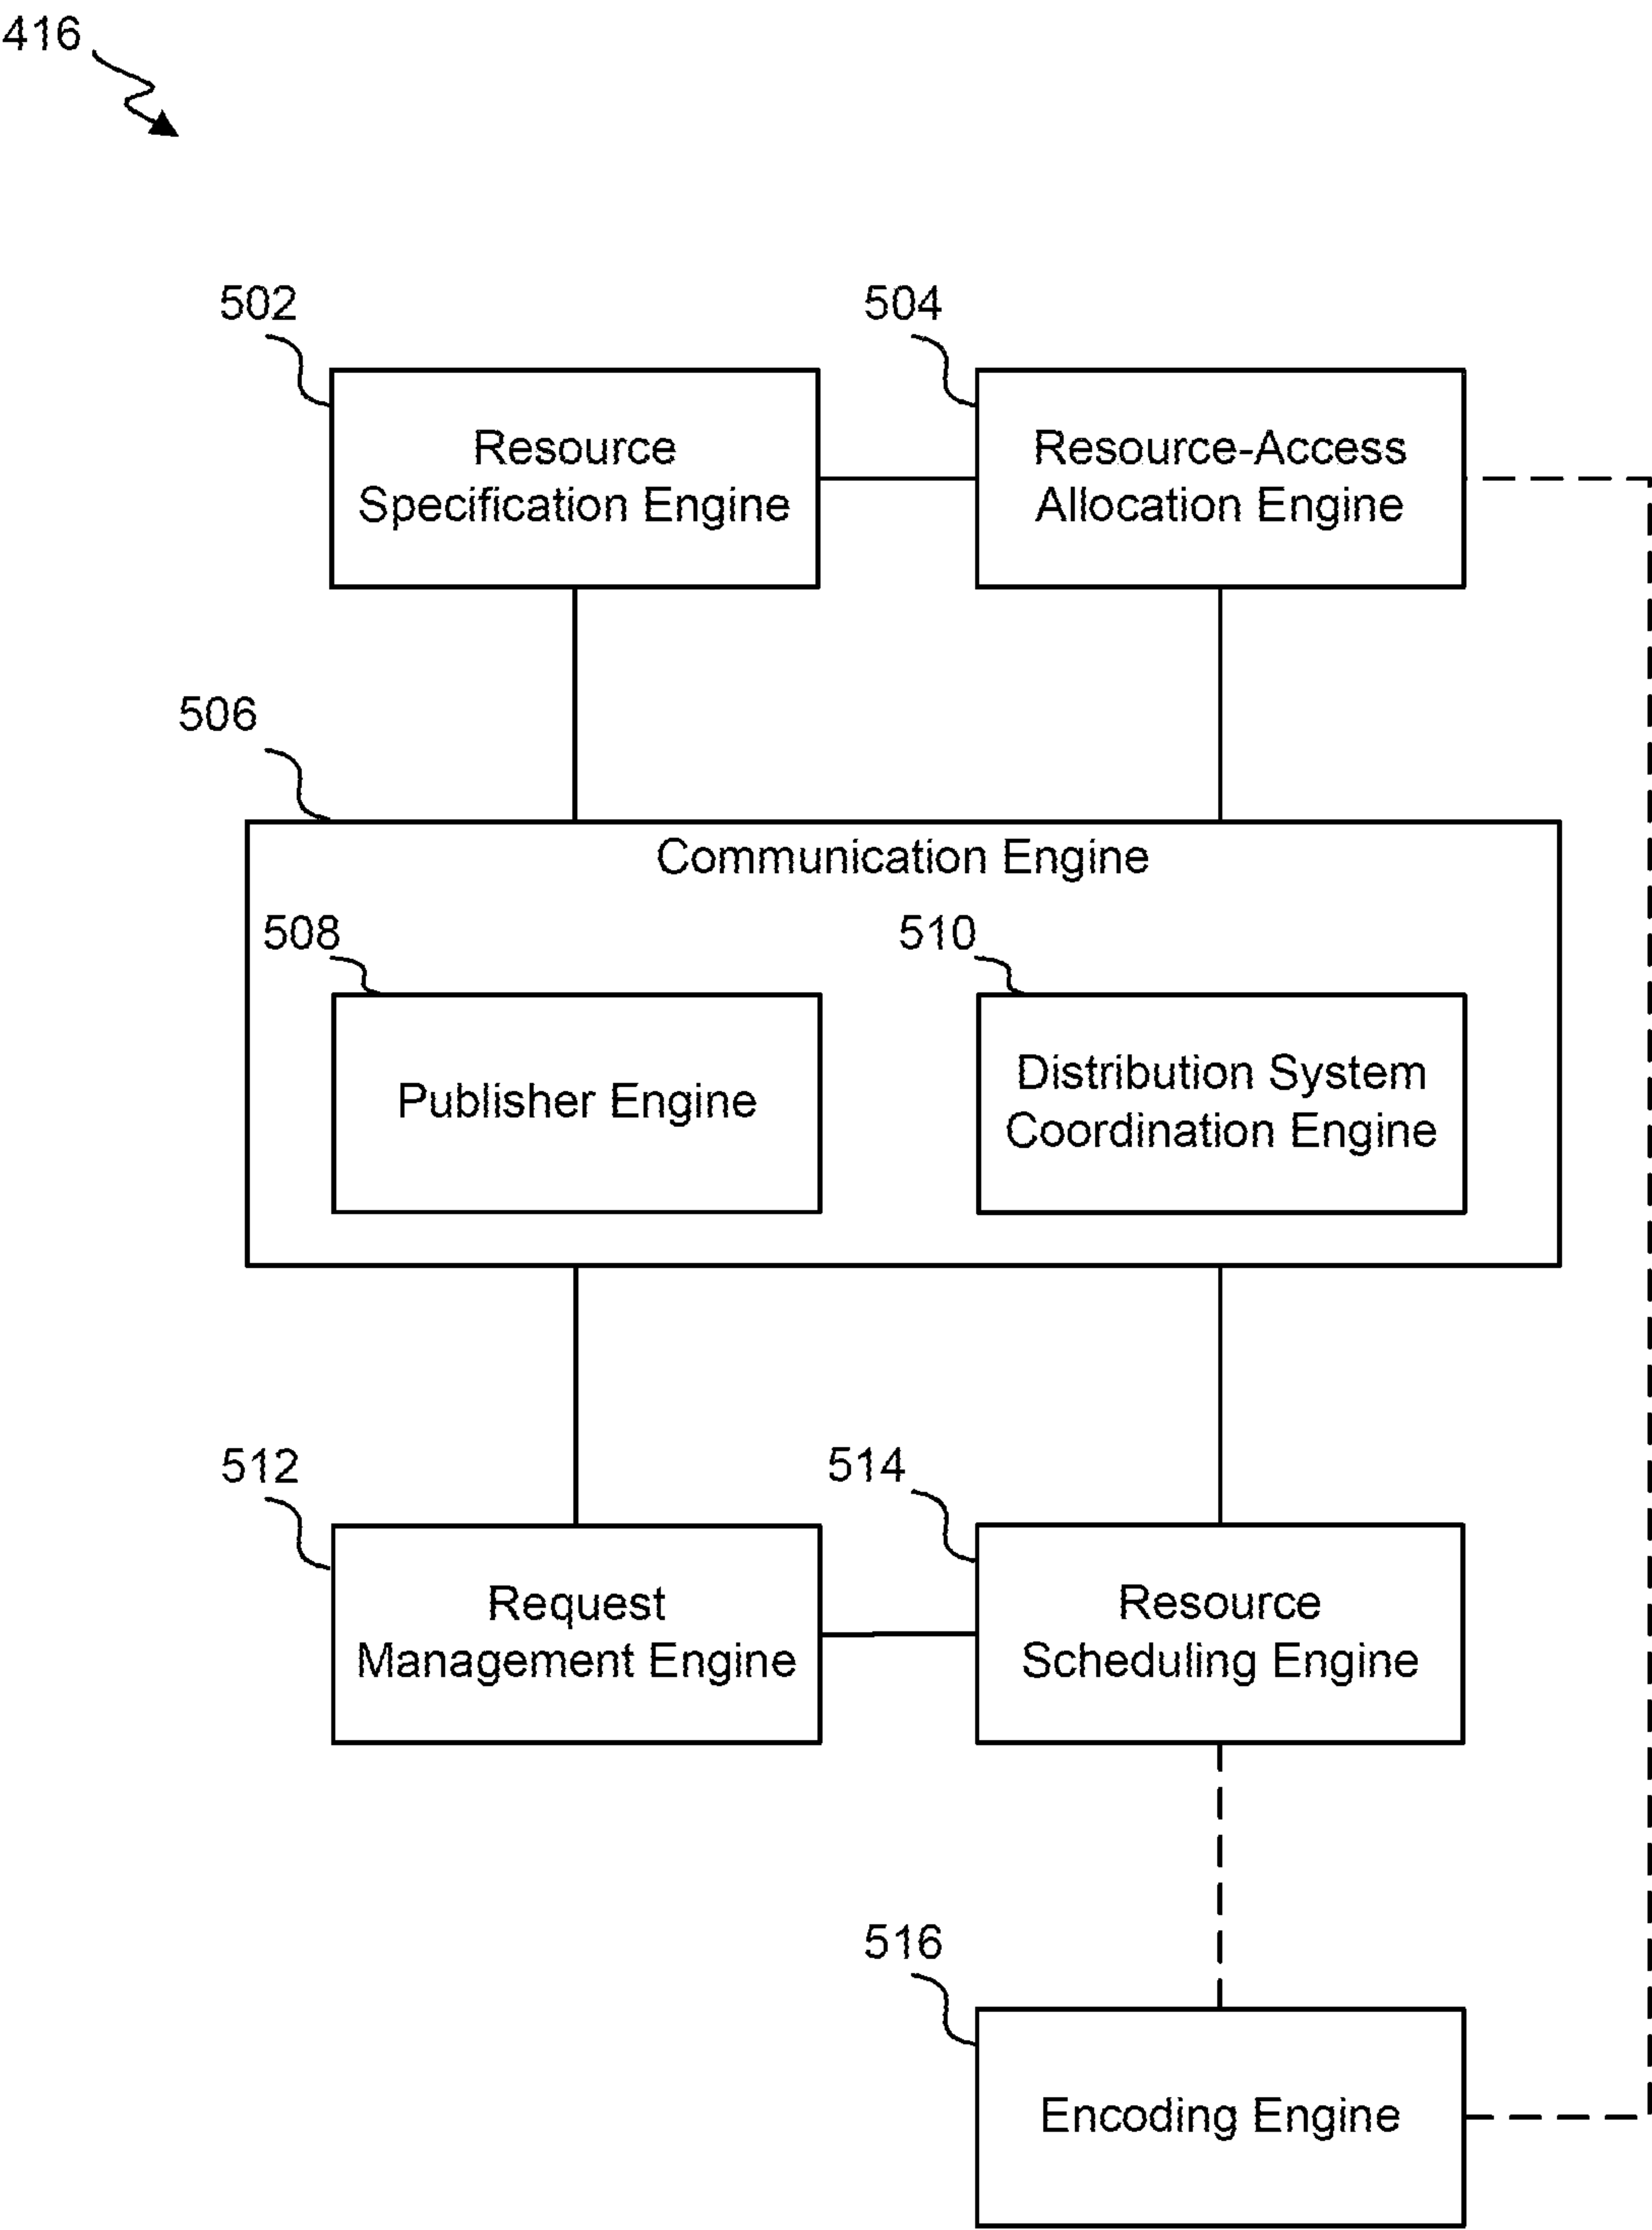 416
502
504
Resource
Specification Engine
Resource-Access
Allocation Engine
506
Communication Engine
508
510
Publisher Engine
Distribution System
Coordination Engine
512
514
Request
Management Engine
Resource
Scheduling Engine
516
Encoding Engine